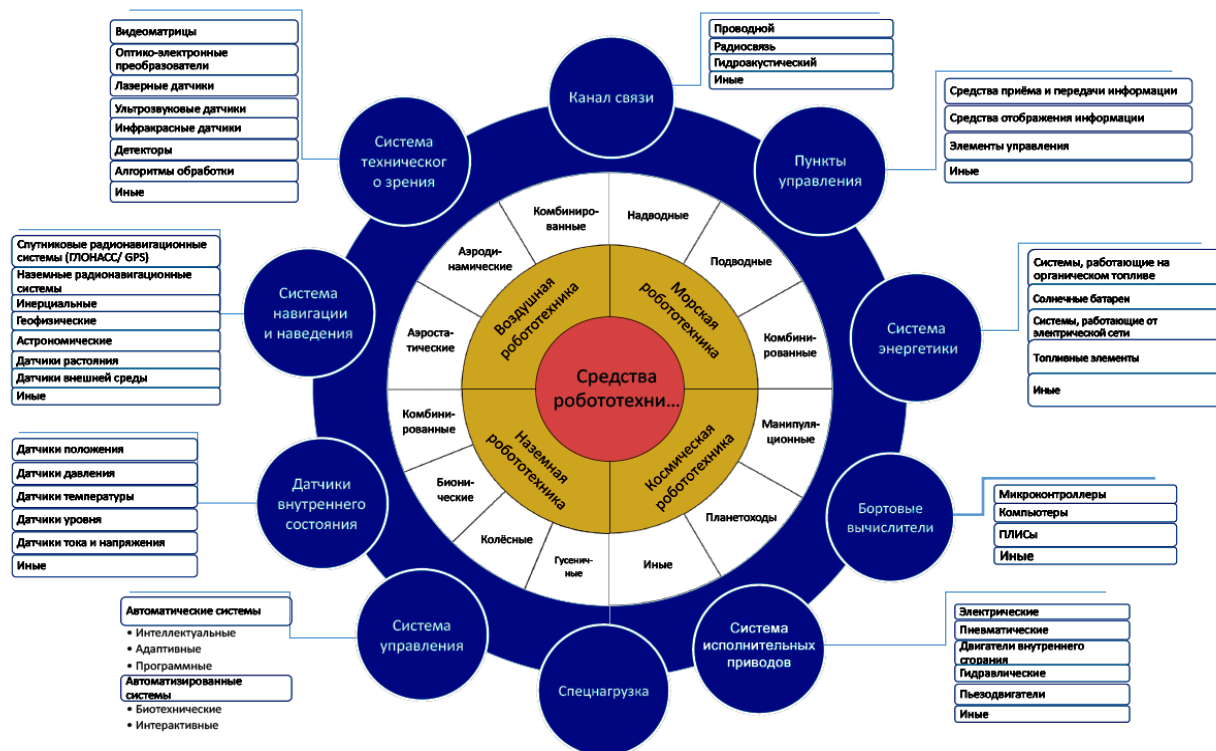 Видеоматрицы
Оптико-электронные
преобразователи
Лазерные датчики
Ультрозвуковые датчики
Инфракрасные датчики
Детекторы
Алгоритмы обработки
Иные
Система
техническог
о зрения
Проводной
Радиосвязь
Гидроакустический
Иные
Канал связи
Средства приёма и передачи информации
Средства отображения информации
Элементы управления
Иные
Пункты
управления
Спутниковые радионавигационные
системы (ГЛОНАСС/ GPS)
Наземные радионавигационные
системы
Инерциальные
Геофизические
Астрономические
Датчики растояния
Датчики внешней среды
Иные
Система
навигации
и наведения
Системы, работающие на
органическом топливе
Солнечные батареи
Системы, работающие от
электрической сети
Топливные элементы
Иные
Система
энергетики
Датчики положения
Датчики давления
Датчики температуры
Датчики уровня
Датчики тока и напряжения
Иные
Датчики
внутреннего
состояния
Микроконтроллеры
Компьютеры
ПЛИСы
Иные
Бортовые
вычислители
Автоматические системы
• Интеллектуальные
• Адаптивные
• Программные
Автоматизированные
системы
• Биотехнические
• Интерактивные
Система
управления
Спецнагрузка
Система
исполнительных
приводов
Электрические
Пневматические
Двигатели внутреннего
сгорания
Гидравлические
Пьезодвигатели
Иные
Комбиниро-
ванные
Аэроди-
намические
Аэроста-
тические
Воздушная
робототехника
Надводные
Подводные
Комбини-
рованные
Морская
робототехника
Средства
робототехни...
Комбини-
рованные
Биони-
ческие
Колёсные
Гусенич-
ные
Наземная
робототехника
Манипуля-
ционные
Планетоходы
Иные
Космическая
робототехника